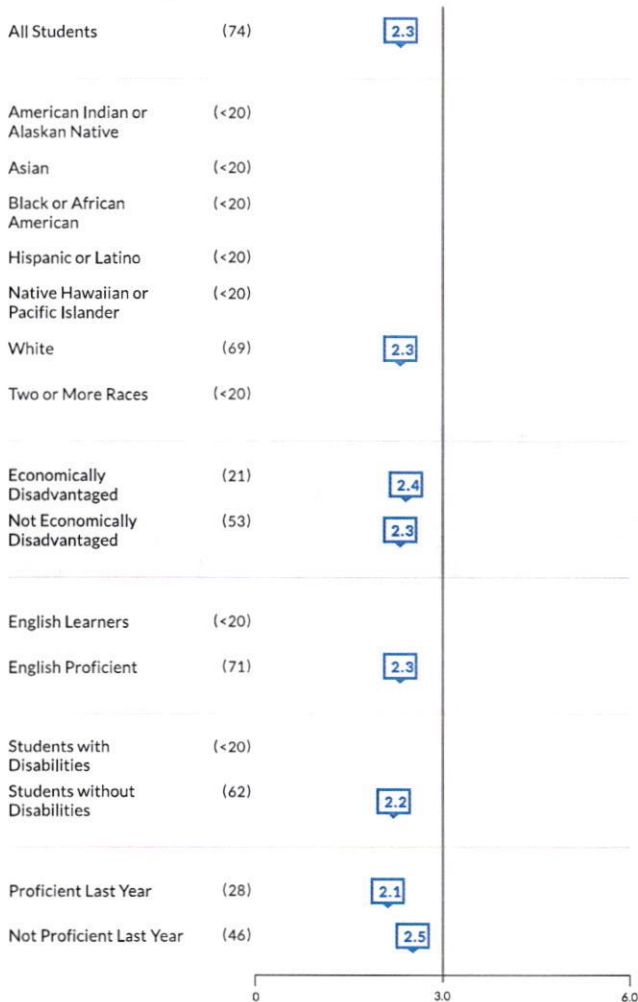 All Students (74) 2.3
American Indian or
Alaskan Native (<20)
Asian (<20)
Black or African
American (<20)
Hispanic or Latino (<20)
Native Hawaiian or
Pacific Islander (<20)
White (69) 2.3
Two or More Races (<20)
Economically
Disadvantaged (21) 2.4
Not Economically
Disadvantaged (53) 2.3
English Learners (<20)
English Proficient (71) 2.3
Students with
Disabilities (<20)
Students without
Disabilities (62) 2.2
Proficient Last Year (28) 2.1
Not Proficient Last Year (46) 2.5
0 3.0 6.0